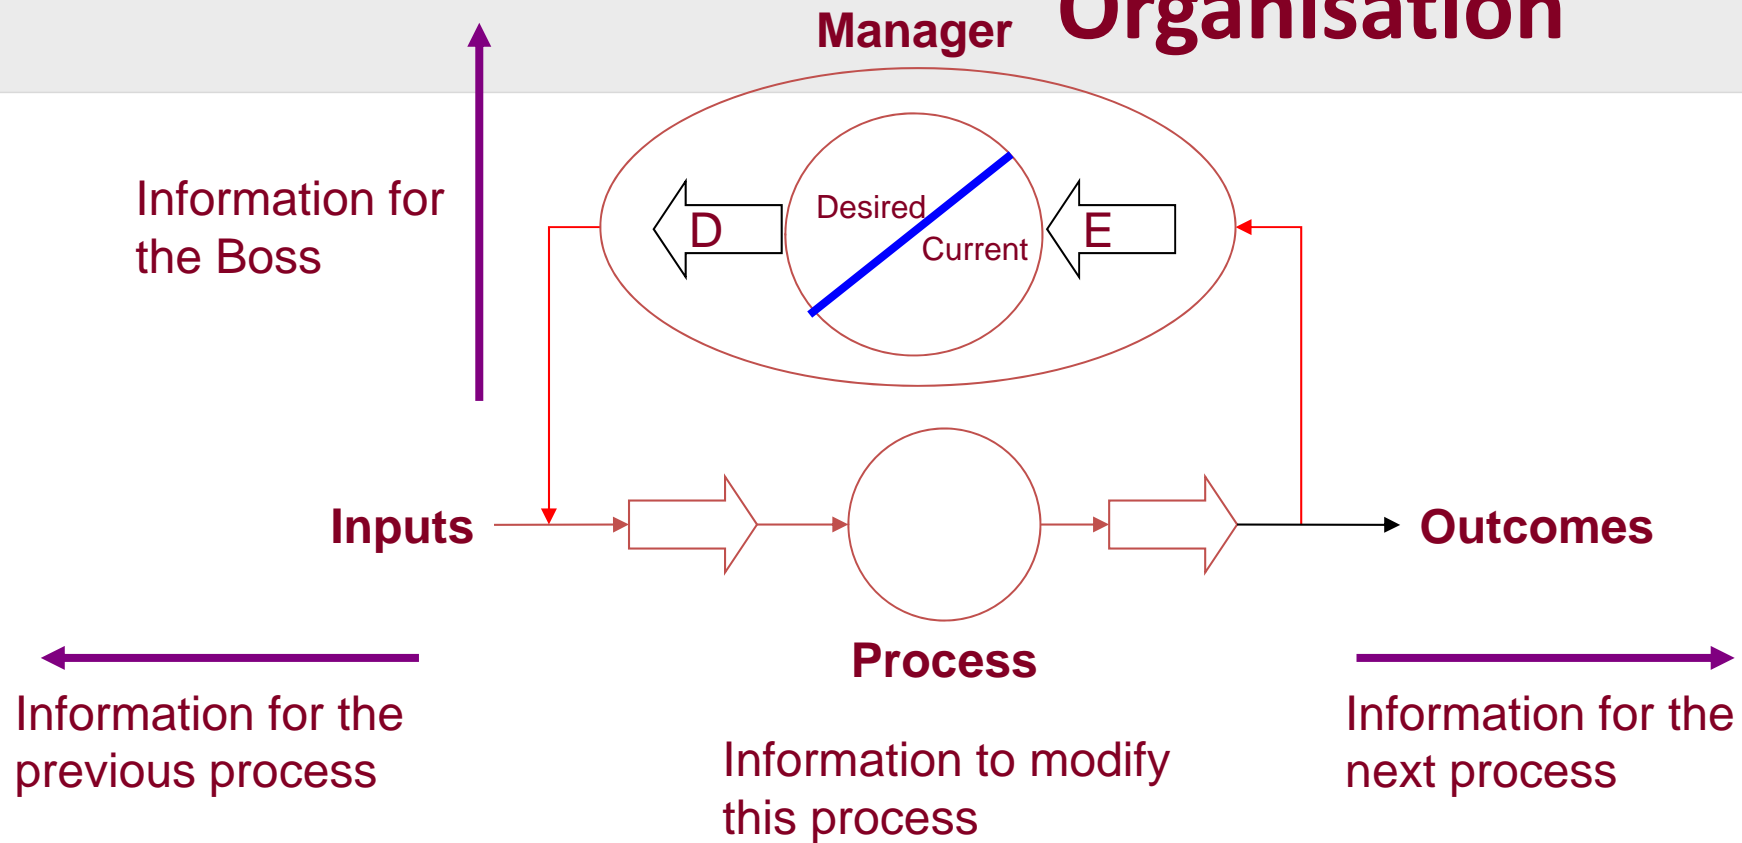 Organisation
Manager
Information for
the Boss
D
Desired
Current
E
Inputs
Outcomes
Process
Information for the
previous process
Information to modify
this process
Information for the
next process